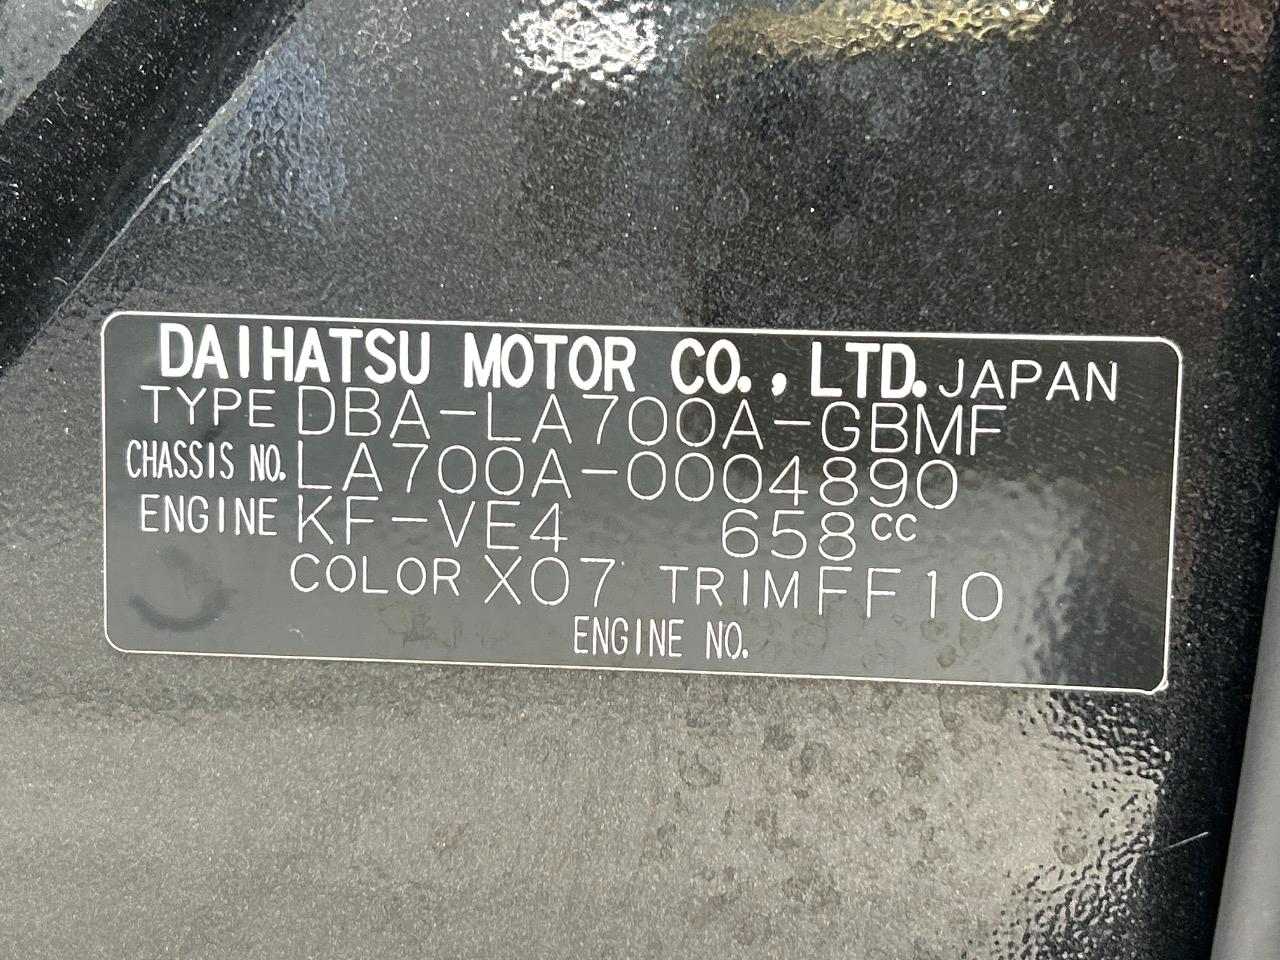 DAIHATSU MOTOR CO., LTD. JAPAN
TYPE DBA-LA700A-GBMF
CHASSIS NO. LA700A-0004890
ENGINE KF-VE4 658cc
COLOR X07 TRIM FF10
ENGINE NO.